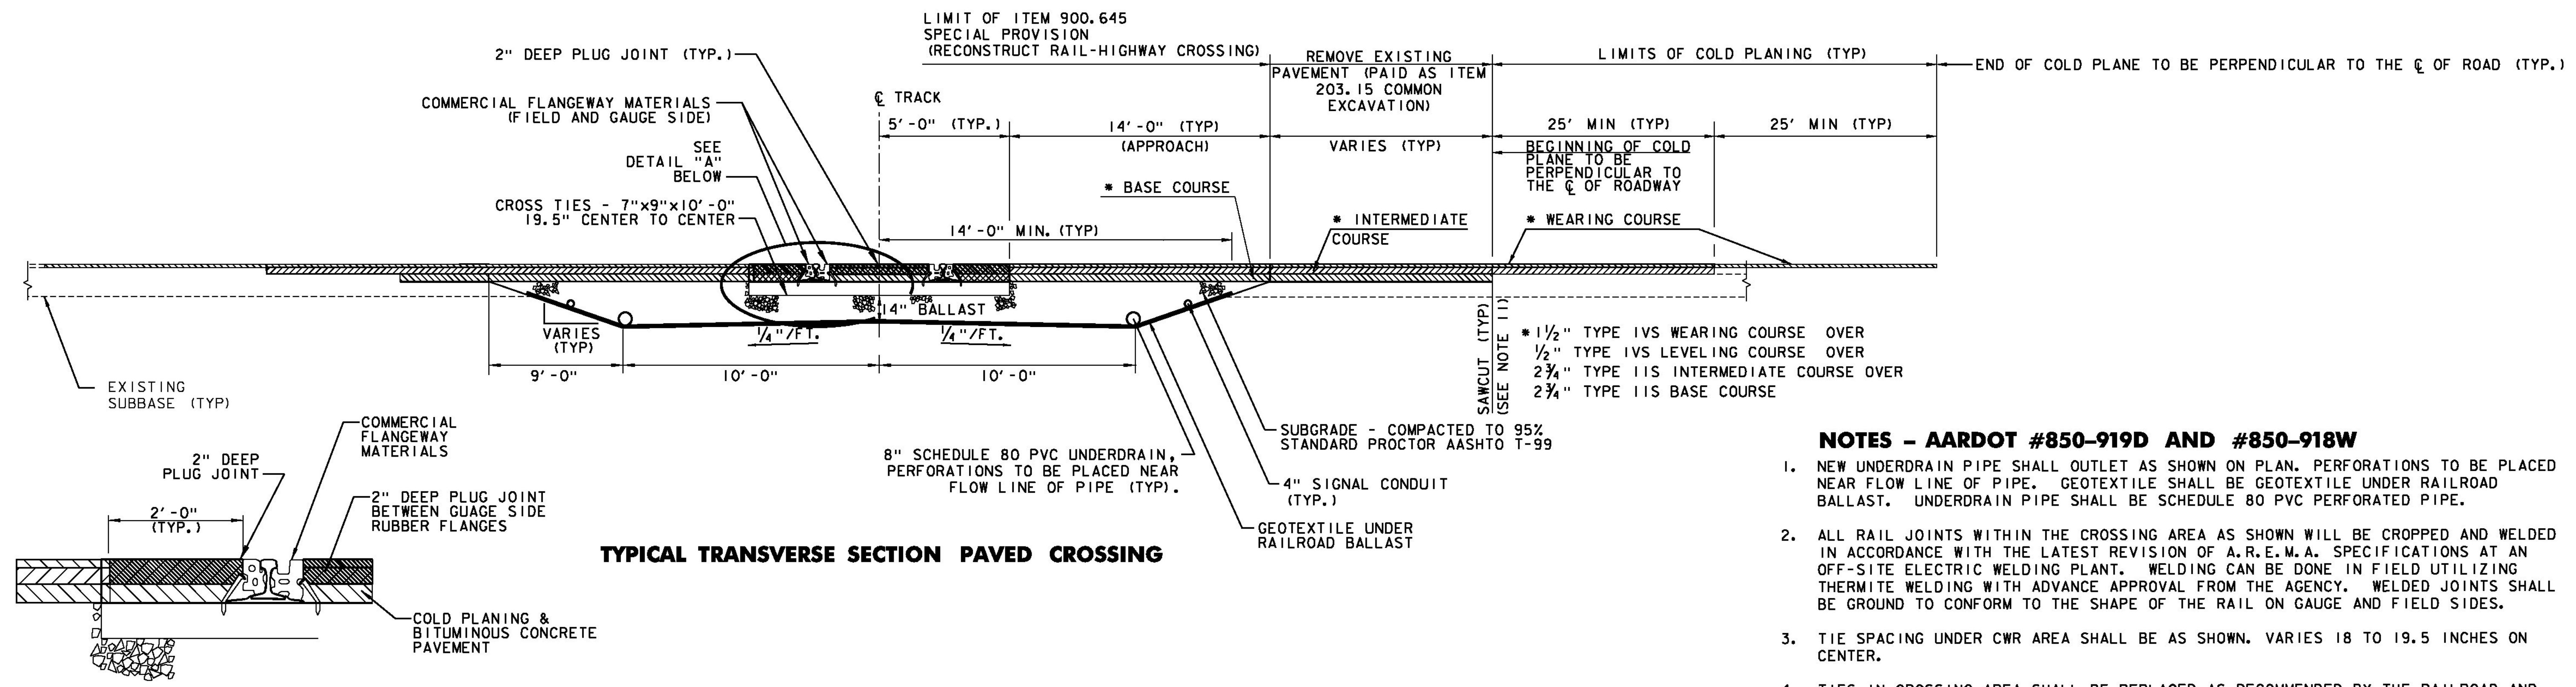 LIMIT OF ITEM 900.645
SPECIAL PROVISION
(RECONSTRUCT RAIL-HIGHWAY CROSSING)
2" DEEP PLUG JOINT (TYP.)
REMOVE EXISTING
PAVEMENT (PAID AS ITEM
203.15 COMMON
EXCAVATION)
LIMITS OF COLD PLANING (TYP)
END OF COLD PLANE TO BE PERPENDICULAR TO THE ℄ OF ROAD (TYP.)
COMMERCIAL FLANGEWAY MATERIALS
(FIELD AND GAUGE SIDE)
℄ TRACK
5'-0" (TYP.)
14'-0" (TYP)
(APPROACH)
VARIES (TYP)
25' MIN (TYP)
25' MIN (TYP)
SEE
DETAIL "A"
BELOW
BEGINNING OF COLD
PLANE TO BE
PERPENDICULAR TO
THE ℄ OF ROADWAY
* BASE COURSE
CROSS TIES - 7"x9"x10'-0"
19.5" CENTER TO CENTER
14'-0" MIN. (TYP)
* INTERMEDIATE
COURSE
* WEARING COURSE
14" BALLAST
VARIES
(TYP)
1/4"/FT.
1/4"/FT.
9'-0"
10'-0"
10'-0"
EXISTING
SUBBASE (TYP)
SAWCUT (TYP)
(SEE NOTE 11)
* 1 1/2" TYPE IVS WEARING COURSE OVER
1/2" TYPE IVS LEVELING COURSE OVER
2 3/4" TYPE IIS INTERMEDIATE COURSE OVER
2 3/4" TYPE IIS BASE COURSE
SUBGRADE - COMPACTED TO 95%
STANDARD PROCTOR AASHTO T-99
8" SCHEDULE 80 PVC UNDERDRAIN,
PERFORATIONS TO BE PLACED NEAR
FLOW LINE OF PIPE (TYP).
4" SIGNAL CONDUIT
(TYP.)
GEOTEXTILE UNDER
RAILROAD BALLAST
TYPICAL TRANSVERSE SECTION PAVED CROSSING
COMMERCIAL
FLANGEWAY
MATERIALS
2" DEEP
PLUG JOINT
2" DEEP PLUG JOINT
BETWEEN GUAGE SIDE
RUBBER FLANGES
2'-0"
(TYP.)
COLD PLANING &
BITUMINOUS CONCRETE
PAVEMENT
NOTES – AARDOT #850–919D AND #850–918W
1. NEW UNDERDRAIN PIPE SHALL OUTLET AS SHOWN ON PLAN. PERFORATIONS TO BE PLACED
NEAR FLOW LINE OF PIPE. GEOTEXTILE SHALL BE GEOTEXTILE UNDER RAILROAD
BALLAST. UNDERDRAIN PIPE SHALL BE SCHEDULE 80 PVC PERFORATED PIPE.
2. ALL RAIL JOINTS WITHIN THE CROSSING AREA AS SHOWN WILL BE CROPPED AND WELDED
IN ACCORDANCE WITH THE LATEST REVISION OF A.R.E.M.A. SPECIFICATIONS AT AN
OFF-SITE ELECTRIC WELDING PLANT. WELDING CAN BE DONE IN FIELD UTILIZING
THERMITE WELDING WITH ADVANCE APPROVAL FROM THE AGENCY. WELDED JOINTS SHALL
BE GROUND TO CONFORM TO THE SHAPE OF THE RAIL ON GAUGE AND FIELD SIDES.
3. TIE SPACING UNDER CWR AREA SHALL BE AS SHOWN. VARIES 18 TO 19.5 INCHES ON
CENTER.